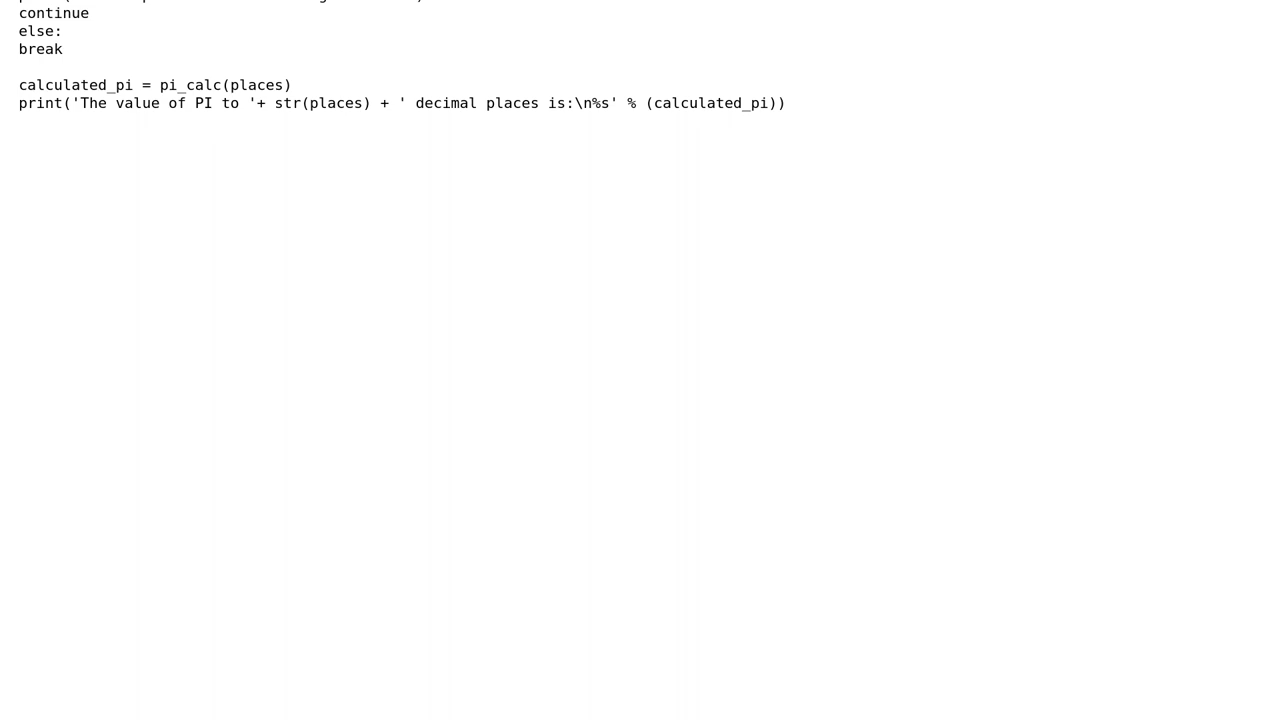 continue
else:
break

calculated_pi = pi_calc(places)
print('The value of PI to '+ str(places) + ' decimal places is:\n%s' % (calculated_pi))